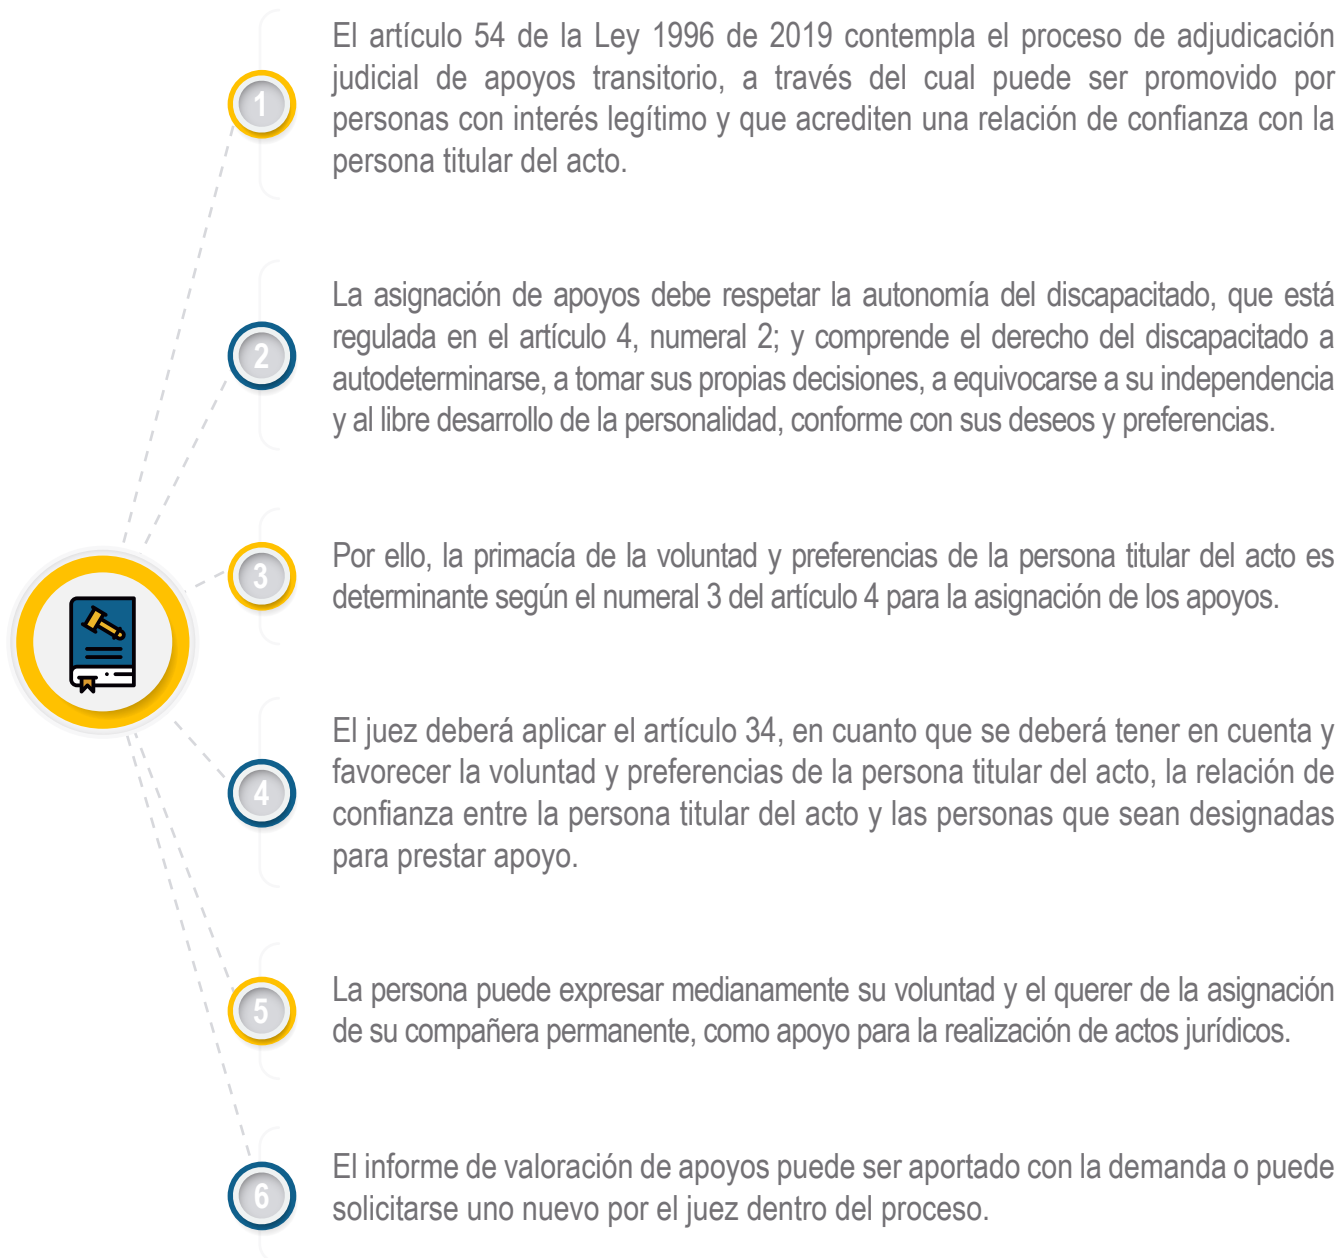 1
El artículo 54 de la Ley 1996 de 2019 contempla el proceso de adjudicación
judicial de apoyos transitorio, a través del cual puede ser promovido por
personas con interés legítimo y que acrediten una relación de confianza con la
persona titular del acto.
2
La asignación de apoyos debe respetar la autonomía del discapacitado, que está
regulada en el artículo 4, numeral 2; y comprende el derecho del discapacitado a
autodeterminarse, a tomar sus propias decisiones, a equivocarse a su independencia
y al libre desarrollo de la personalidad, conforme con sus deseos y preferencias.
3
Por ello, la primacía de la voluntad y preferencias de la persona titular del acto es
determinante según el numeral 3 del artículo 4 para la asignación de los apoyos.
4
El juez deberá aplicar el artículo 34, en cuanto que se deberá tener en cuenta y
favorecer la voluntad y preferencias de la persona titular del acto, la relación de
confianza entre la persona titular del acto y las personas que sean designadas
para prestar apoyo.
5
La persona puede expresar medianamente su voluntad y el querer de la asignación
de su compañera permanente, como apoyo para la realización de actos jurídicos.
6
El informe de valoración de apoyos puede ser aportado con la demanda o puede
solicitarse uno nuevo por el juez dentro del proceso.